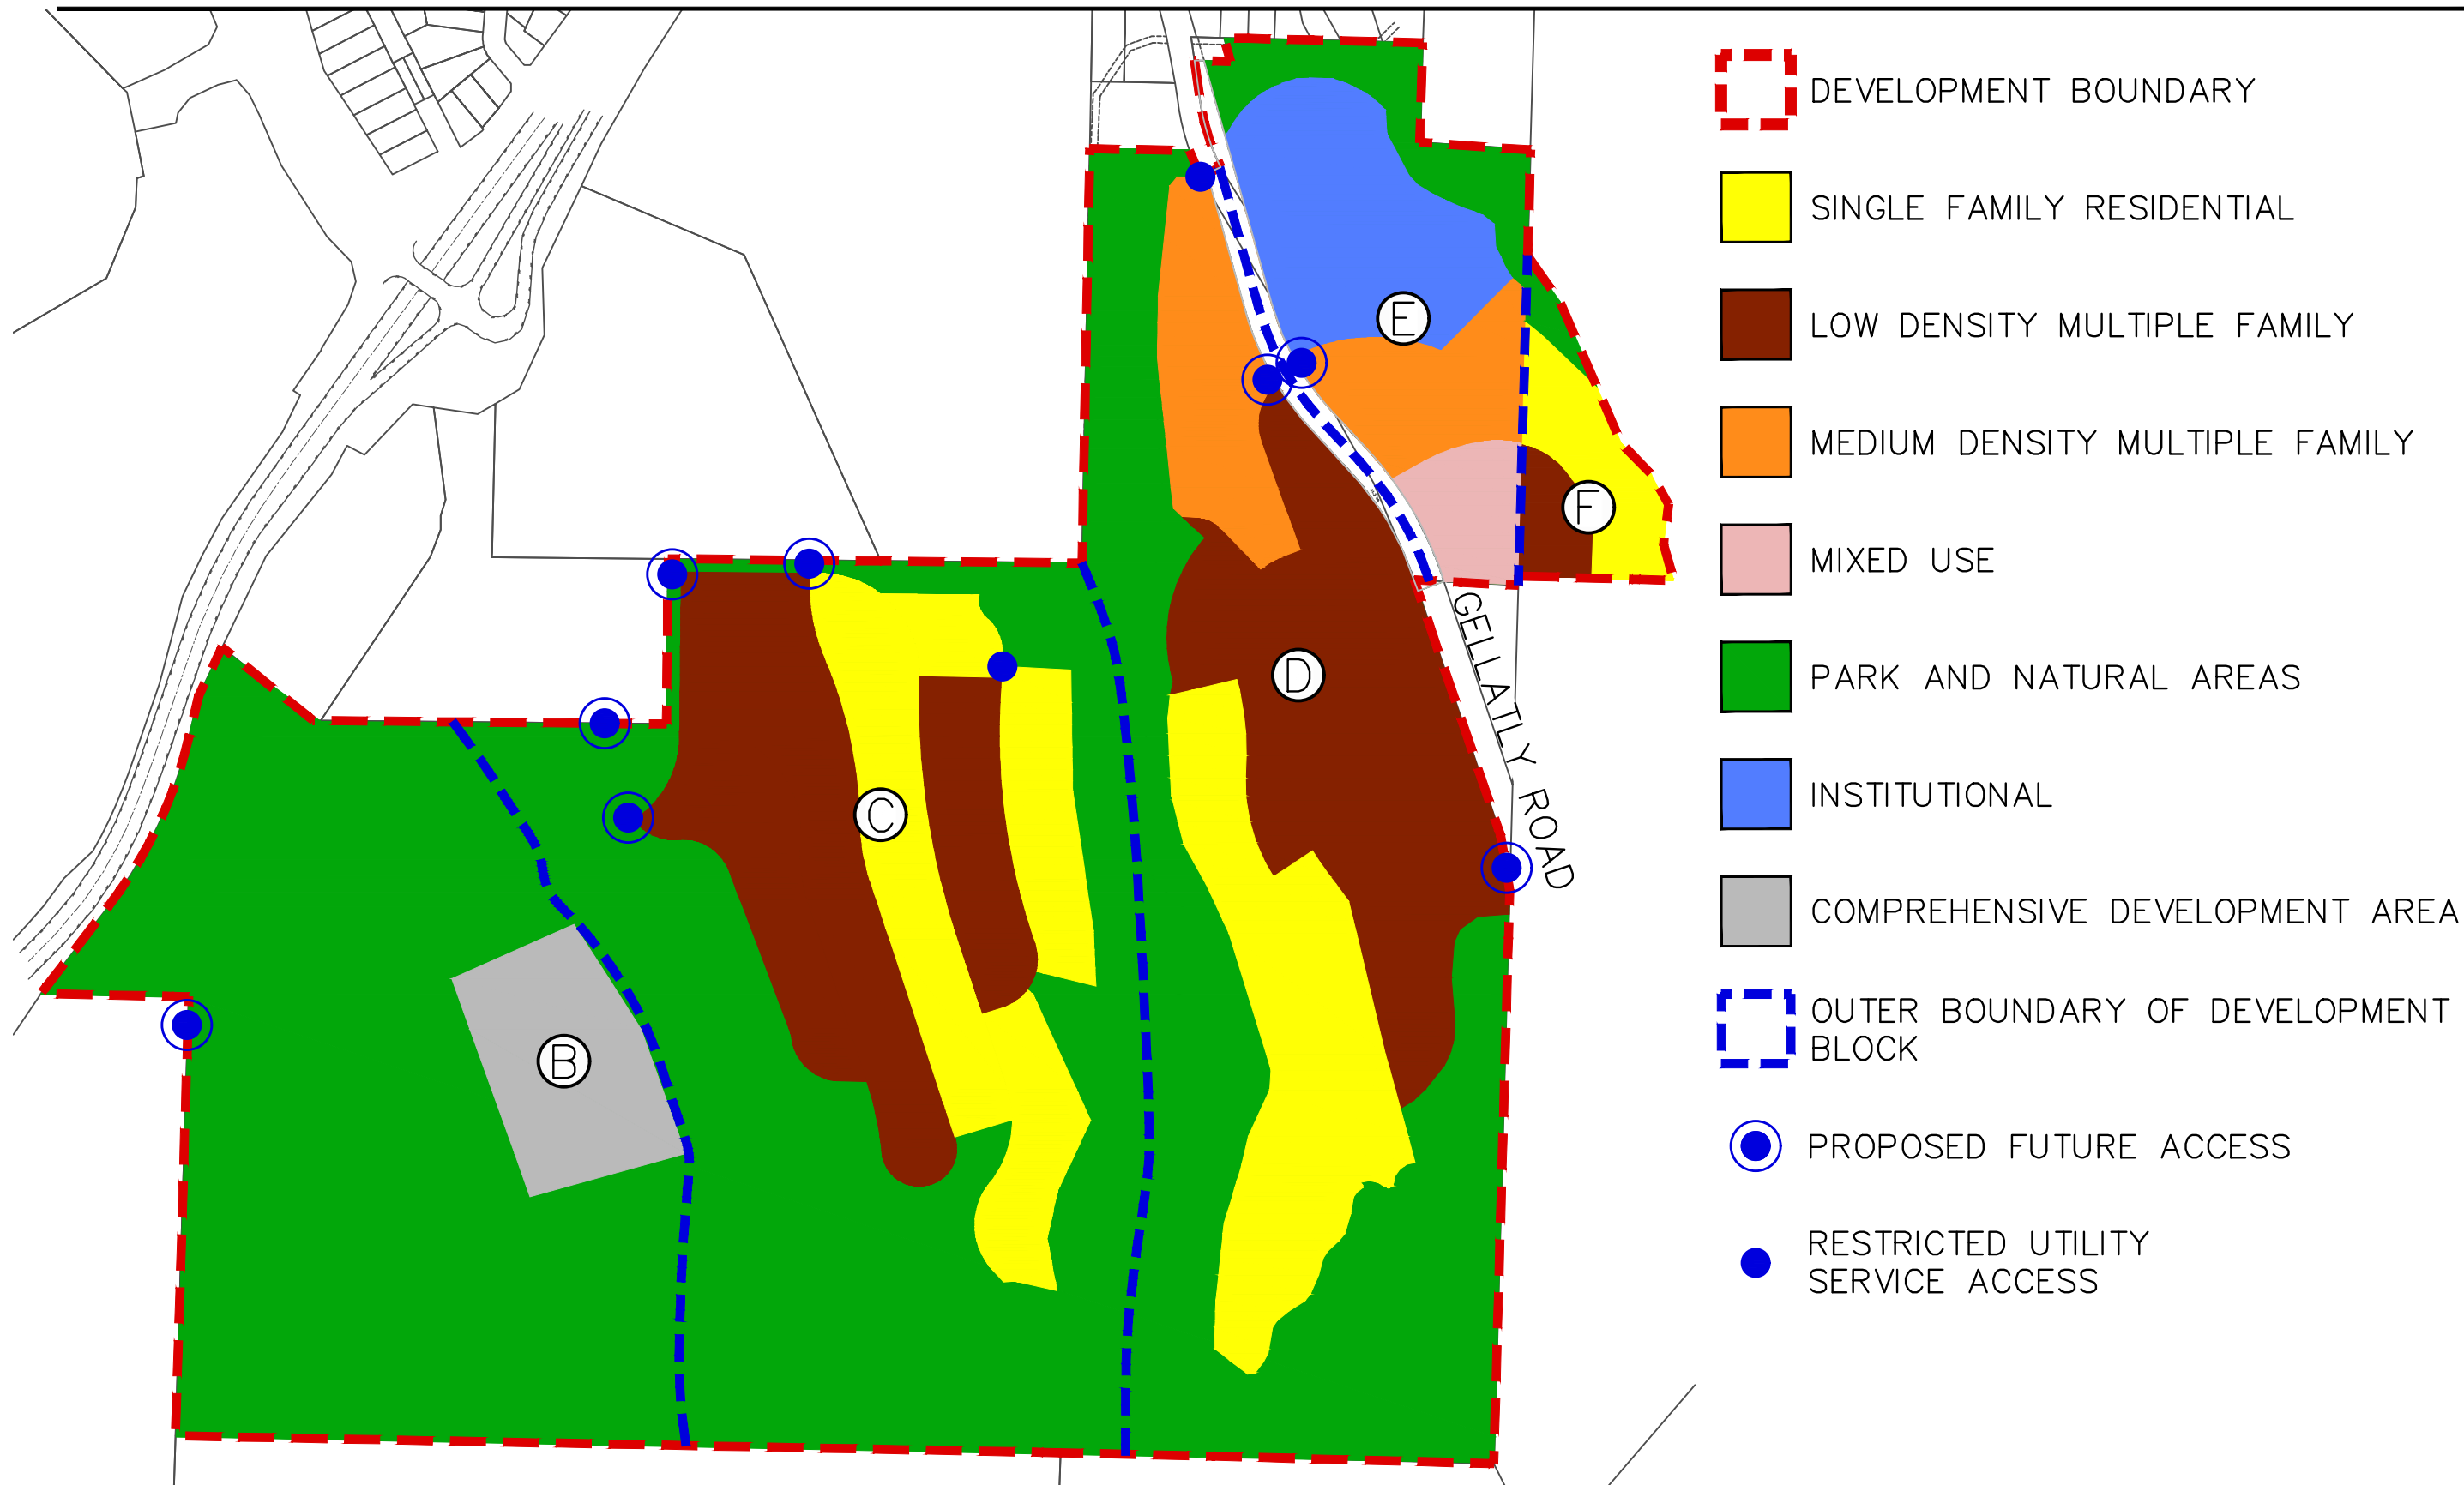 E
F
D
C
B
GELLATLY ROAD
DEVELOPMENT BOUNDARY
SINGLE FAMILY RESIDENTIAL
LOW DENSITY MULTIPLE FAMILY
MEDIUM DENSITY MULTIPLE FAMILY
MIXED USE
PARK AND NATURAL AREAS
INSTITUTIONAL
COMPREHENSIVE DEVELOPMENT AREA
OUTER BOUNDARY OF DEVELOPMENT
BLOCK
PROPOSED FUTURE ACCESS
RESTRICTED UTILITY
SERVICE ACCESS